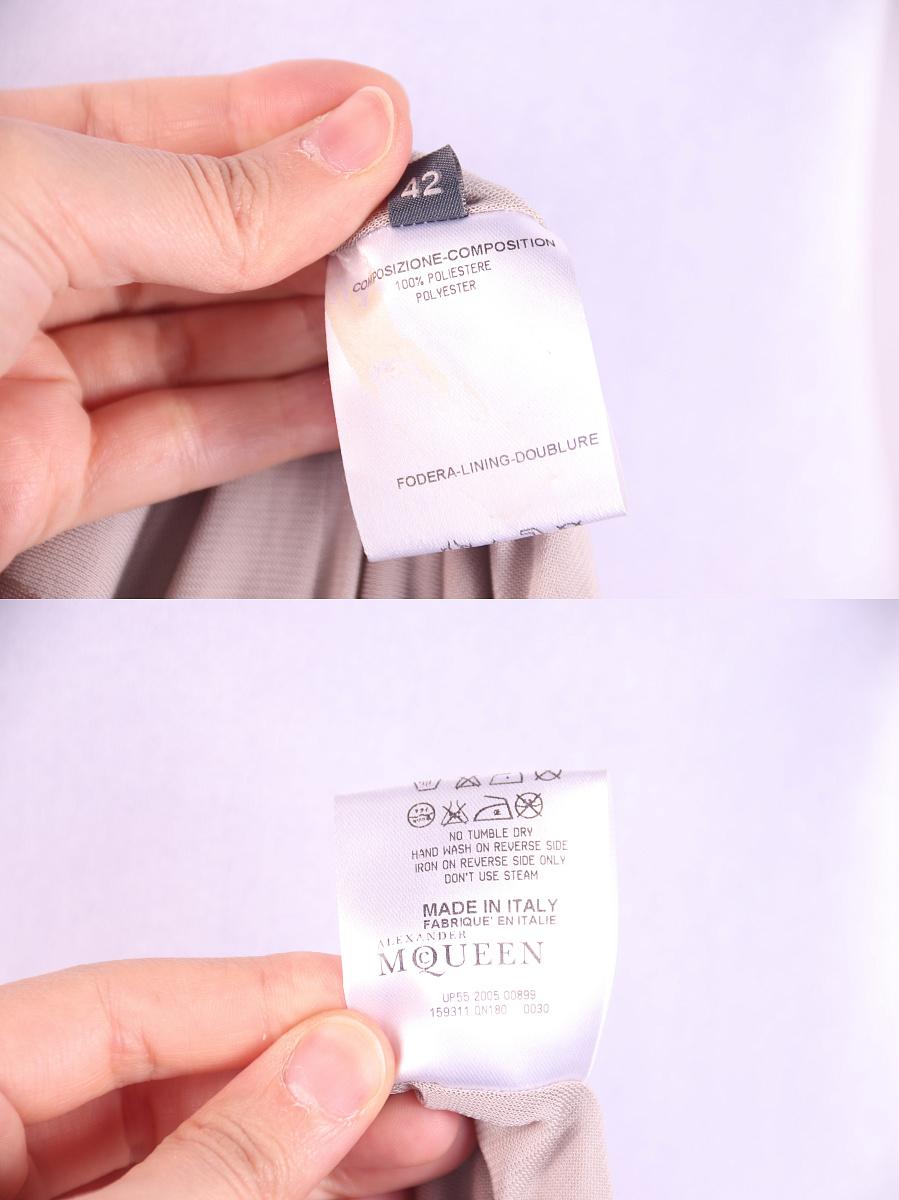 42
COMPOSIZIONE-COMPOSITION
100% POLIESTERE
POLYESTER
FODERA-LINING-DOUBLURE
NO TUMBLE DRY
HAND WASH ON REVERSE SIDE
IRON ON REVERSE SIDE ONLY
DON'T USE STEAM
MADE IN ITALY
FABRIQUE' EN ITALIE
ALEXANDER
MCQUEEN
UP55 2005 00899
159311 QN180 0030